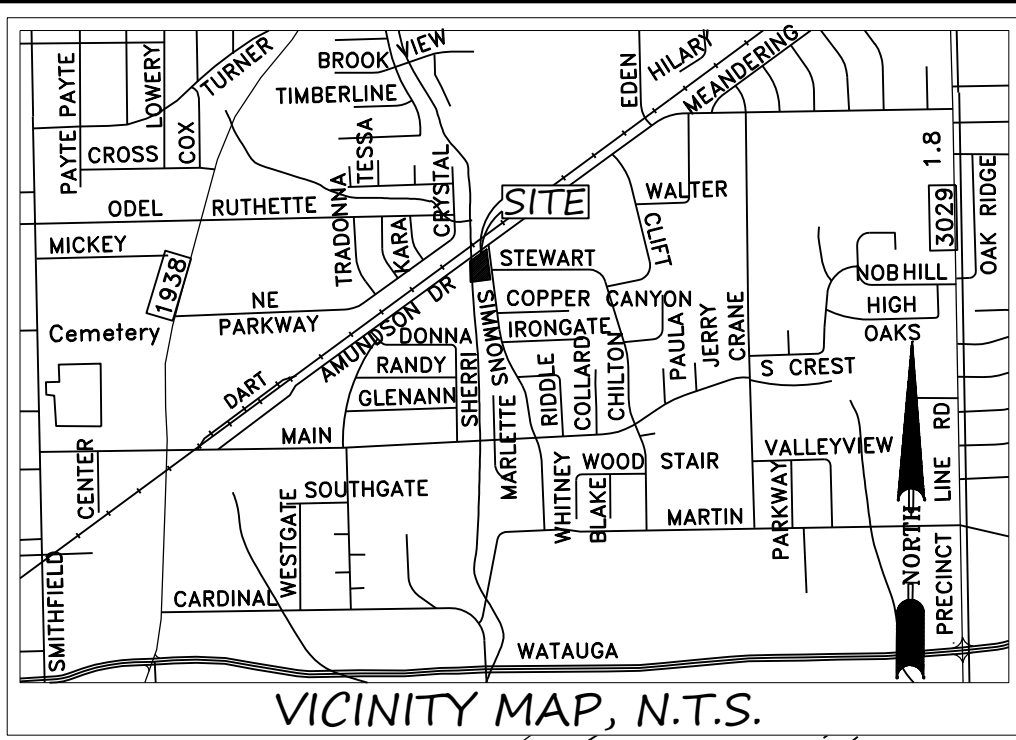 PAYTE
PAYTE
LOWERY
COX
TURNER
CROSS
BROOK VIEW
TIMBERLINE
TESSA
CRYSTAL
EDEN
HILARY
MEANDERING
1.8
3029
OAK RIDGE
ODEL
RUTHETTE
TRADONNA
KARA
SITE
WALTER
CLIFT
MICKEY
1938
STEWART
NOB HILL
HIGH
OAKS
NE
PARKWAY
Cemetery
AMUNDSON DR
DONNA
RANDY
GLENANN
SHERRI
SIMMONS
COPPER CANYON
IRONGATE
PAULA
JERRY
CRANE
S CREST
DART
MARLETTE
RIDDLE
COLLARD
CHILTON
MAIN
CENTER
VALLEYVIEW
WOOD STAIR
WHITNEY
BLAKE
MARTIN
PARKWAY
SOUTHGATE
WESTGATE
CARDINAL
SMITHFIELD
NORTH
PRECINCT LINE RD
WATAUGA
VICINITY MAP, N.T.S.